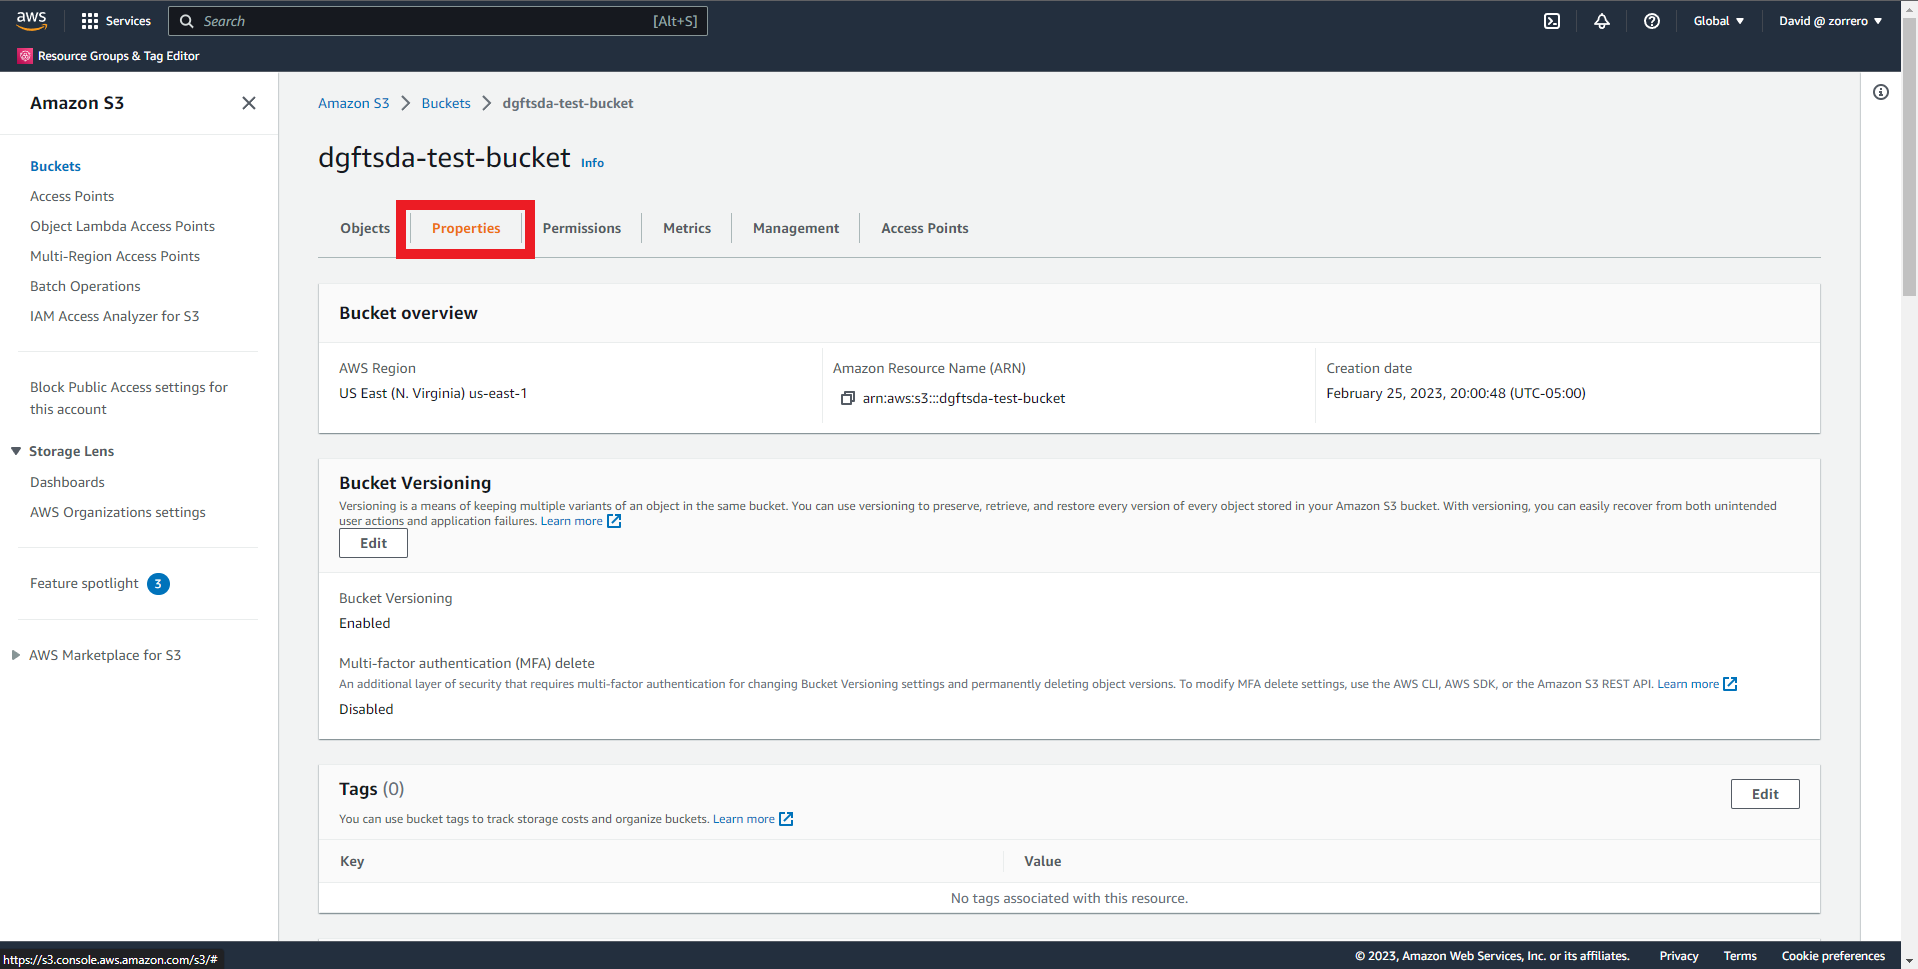 aws
Services
Search
[Alt+S]
Global
David @ zorrero
Resource Groups & Tag Editor
Amazon S3
Buckets
Access Points
Object Lambda Access Points
Multi-Region Access Points
Batch Operations
IAM Access Analyzer for S3
Block Public Access settings for
this account
Storage Lens
Dashboards
AWS Organizations settings
Feature spotlight 3
AWS Marketplace for S3
Amazon S3 > Buckets > dgftsda-test-bucket
dgftsda-test-bucket Info
Objects Properties Permissions Metrics Management Access Points
Bucket overview
AWS Region
US East (N. Virginia) us-east-1
Amazon Resource Name (ARN)
arn:aws:s3:::dgftsda-test-bucket
Creation date
February 25, 2023, 20:00:48 (UTC-05:00)
Bucket Versioning
Versioning is a means of keeping multiple variants of an object in the same bucket. You can use versioning to preserve, retrieve, and restore every version of every object stored in your Amazon S3 bucket. With versioning, you can easily recover from both unintended
user actions and application failures. Learn more
Edit
Bucket Versioning
Enabled
Multi-factor authentication (MFA) delete
An additional layer of security that requires multi-factor authentication for changing Bucket Versioning settings and permanently deleting object versions. To modify MFA delete settings, use the AWS CLI, AWS SDK, or the Amazon S3 REST API. Learn more
Disabled
Tags (0)
Edit
You can use bucket tags to track storage costs and organize buckets. Learn more
Key Value
No tags associated with this resource.
https://s3.console.aws.amazon.com/s3/#
© 2023, Amazon Web Services, Inc. or its affiliates. Privacy Terms Cookie preferences